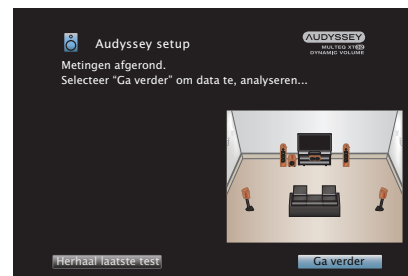 Audyssey setup
AUDYSSEY
MULTEQ XT32
DYNAMIC VOLUME
Metingen afgerond.
Selecteer “Ga verder” om data te, analyseren...
Herhaal laatste test
Ga verder